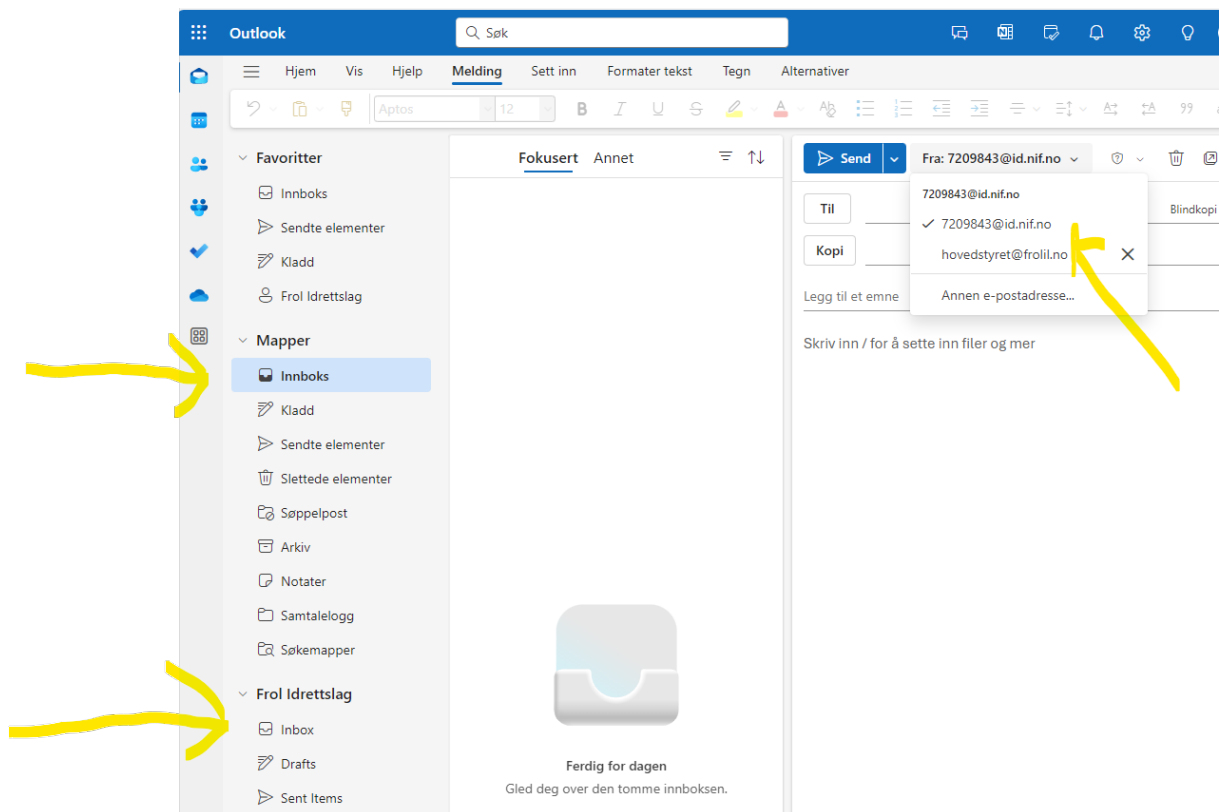 Outlook
Søk
Hjem Vis Hjelp Melding Sett inn Formater tekst Tegn Alternativer
Aptos 12 B I U S
Favoritter
Innboks
Sendte elementer
Kladd
Frol Idrettslag
Mapper
Innboks
Kladd
Sendte elementer
Slettede elementer
Søppelpost
Arkiv
Notater
Samtalelogg
Søkemapper
Frol Idrettslag
Inbox
Drafts
Sent Items
Fokusert Annet
Ferdig for dagen
Gled deg over den tomme innboksen.
Send Fra: 7209843@id.nif.no
7209843@id.nif.no
7209843@id.nif.no
hovedstyret@frolil.no
Annen e-postadresse...
Til Blindkopi
Kopi
Legg til et emne
Skriv inn / for å sette inn filer og mer